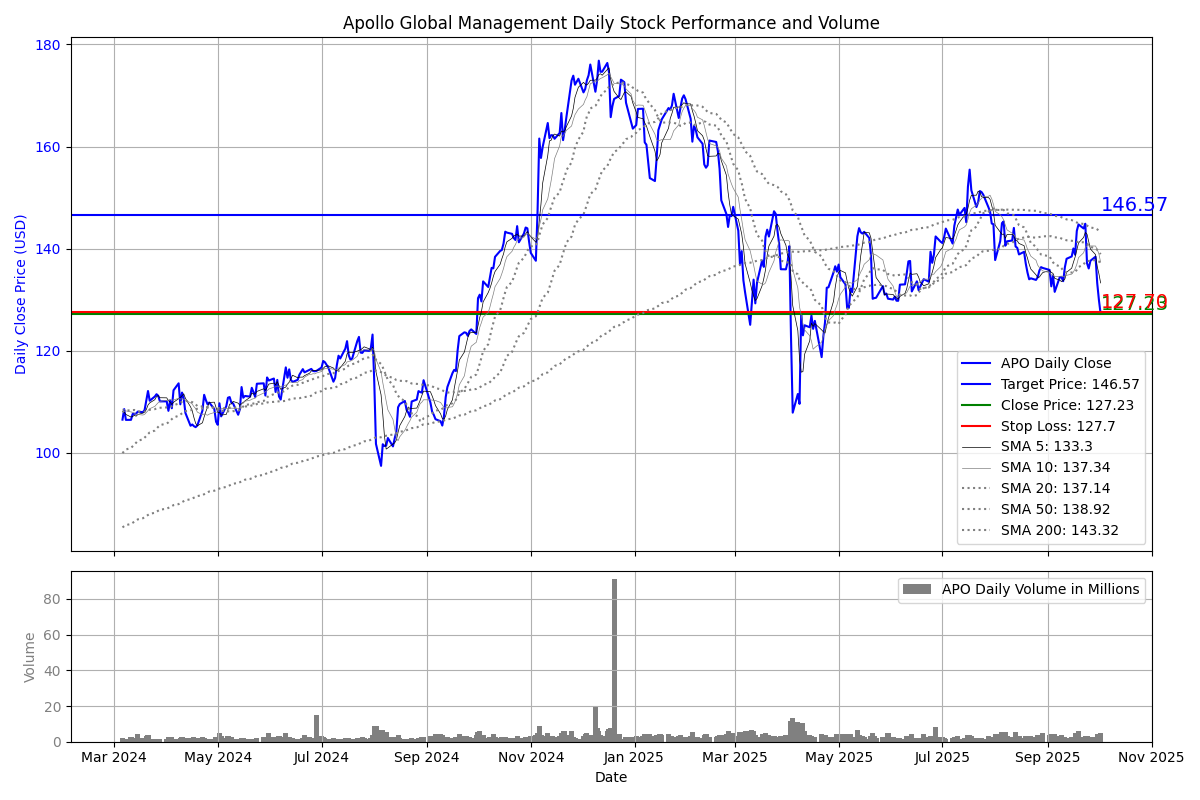 Apollo Global Management Daily Stock Performance and Volume
Daily Close Price (USD)
180
160
140
120
100
146.57
127.70
127.23
APO Daily Close
Target Price: 146.57
Close Price: 127.23
Stop Loss: 127.7
SMA 5: 133.3
SMA 10: 137.34
SMA 20: 137.14
SMA 50: 138.92
SMA 200: 143.32
Volume
80
60
40
20
0
APO Daily Volume in Millions
Mar 2024 May 2024 Jul 2024 Sep 2024 Nov 2024 Jan 2025 Mar 2025 May 2025 Jul 2025 Sep 2025 Nov 2025
Date